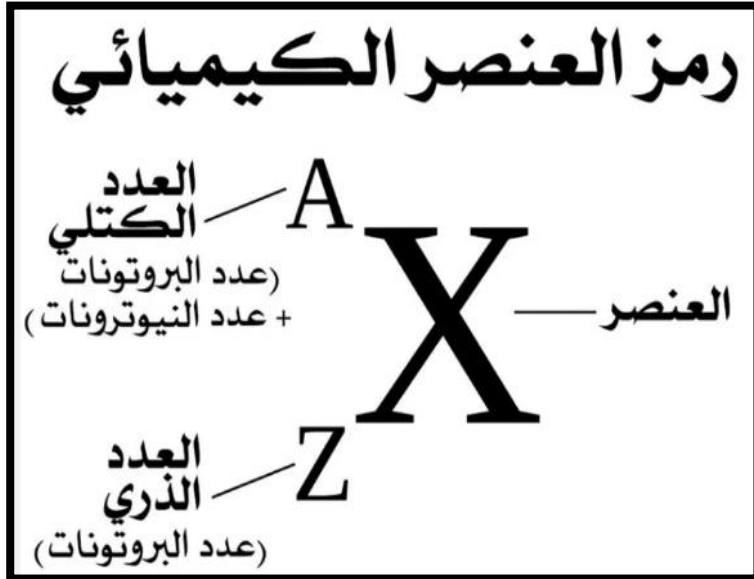 رمز العنصر الكيميائي
A
العدد
الكتلي
(عدد البروتونات
+ عدد النيوترونات)
X
العنصر
Z
العدد
الذري
(عدد البروتونات)